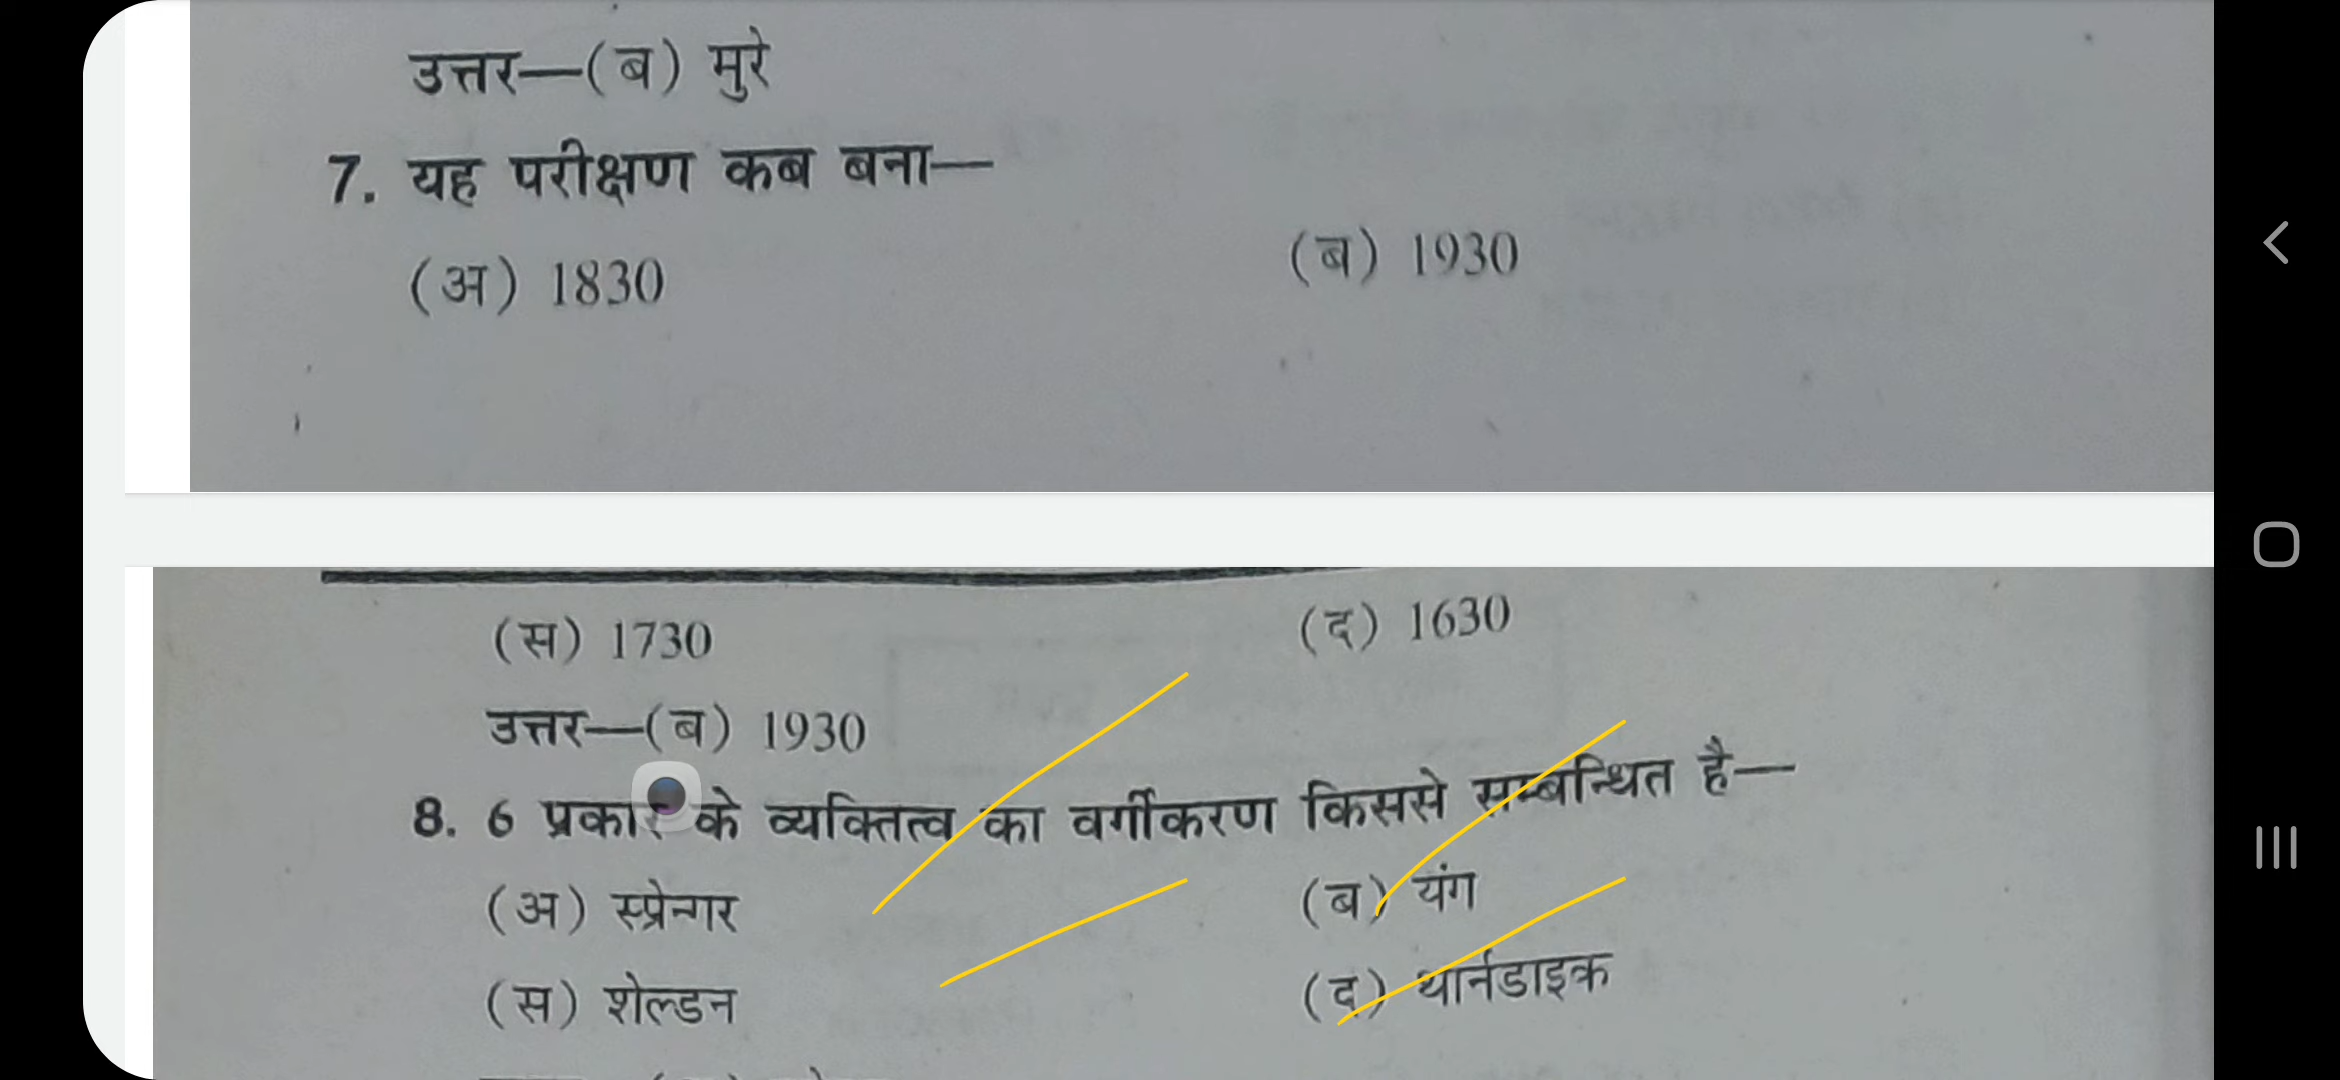 उत्तर—(ब) मुरे
7. यह परीक्षण कब बना—
(अ) 1830 (ब) 1930
(स) 1730 (द) 1630
उत्तर—(ब) 1930
8. 6 प्रकार के व्यक्तित्व का वर्गीकरण किससे सम्बन्धित है—
(अ) स्प्रेन्गर (ब) यंग
(स) शेल्डन (द) थार्नडाइक